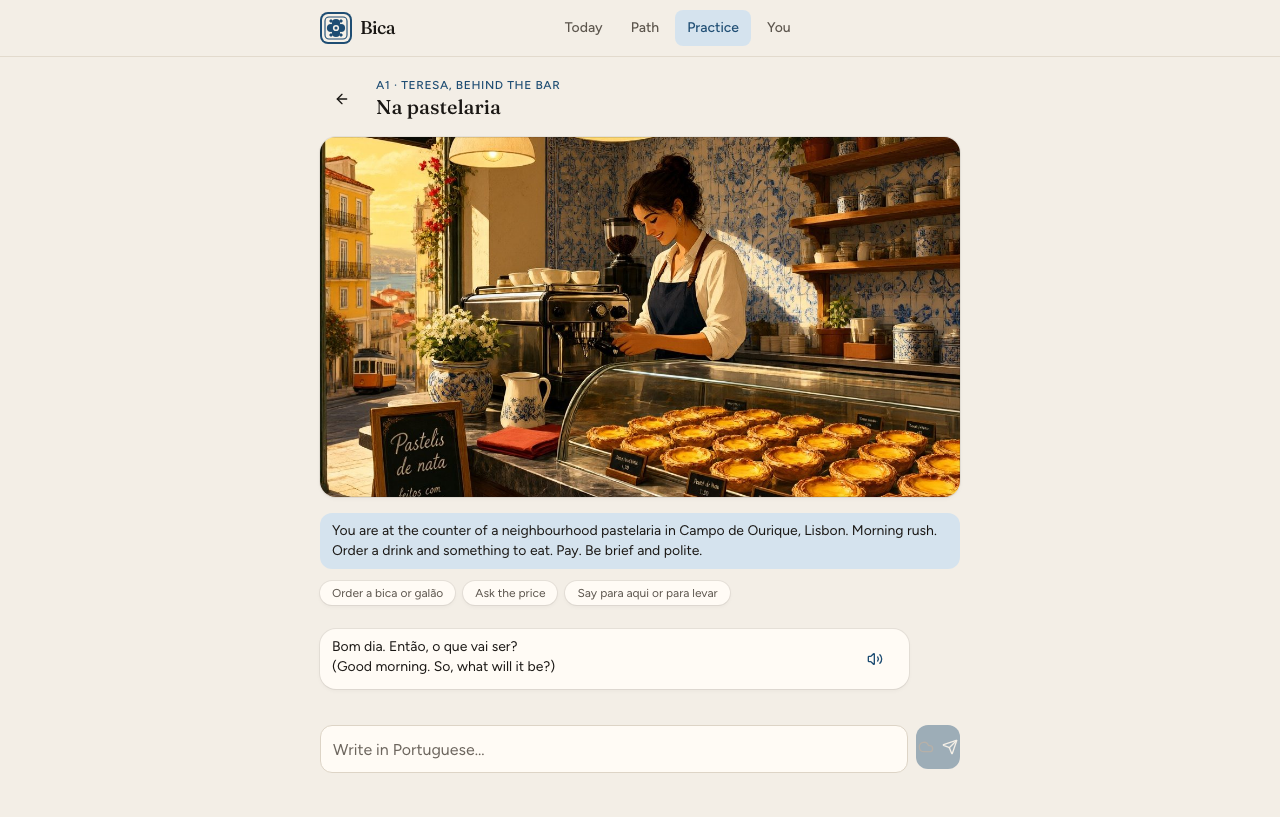 Bica
Today
Path
Practice
You
A1 · TERESA, BEHIND THE BAR
Na pastelaria
Pastelis
de nata
feitos com
You are at the counter of a neighbourhood pastelaria in Campo de Ourique, Lisbon. Morning rush.
Order a drink and something to eat. Pay. Be brief and polite.
Order a bica or galão
Ask the price
Say para aqui or para levar
Bom dia. Então, o que vai ser?
(Good morning. So, what will it be?)
Write in Portuguese...